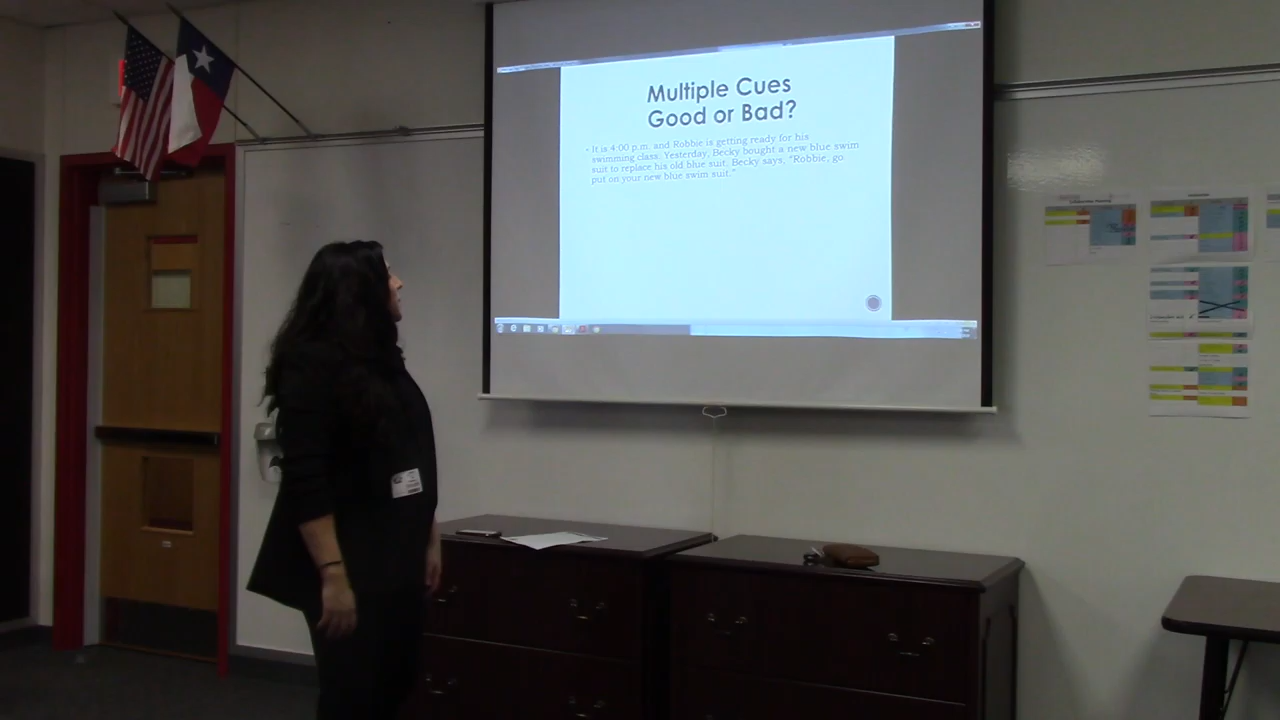 Multiple Cues
Good or Bad?
It is 4:00 p.m. and Robbie is getting ready for his
swimming class. Yesterday, Becky bought a new blue swim
suit to replace his old blue suit. Becky says, “Robbie, go
put on your new blue swim suit.”